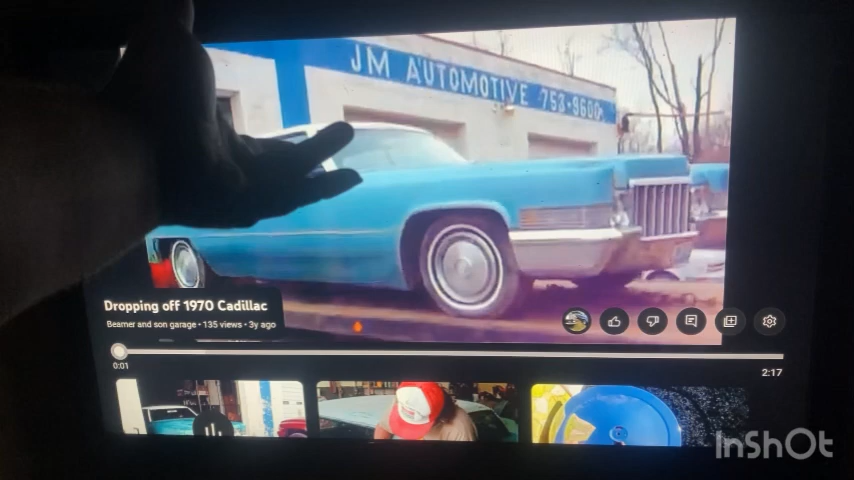 JM AUTOMOTIVE 753-9600
Dropping off 1970 Cadillac
Beamer and son garage • 135 views • 3y ago
0:01
2:17
InShOt